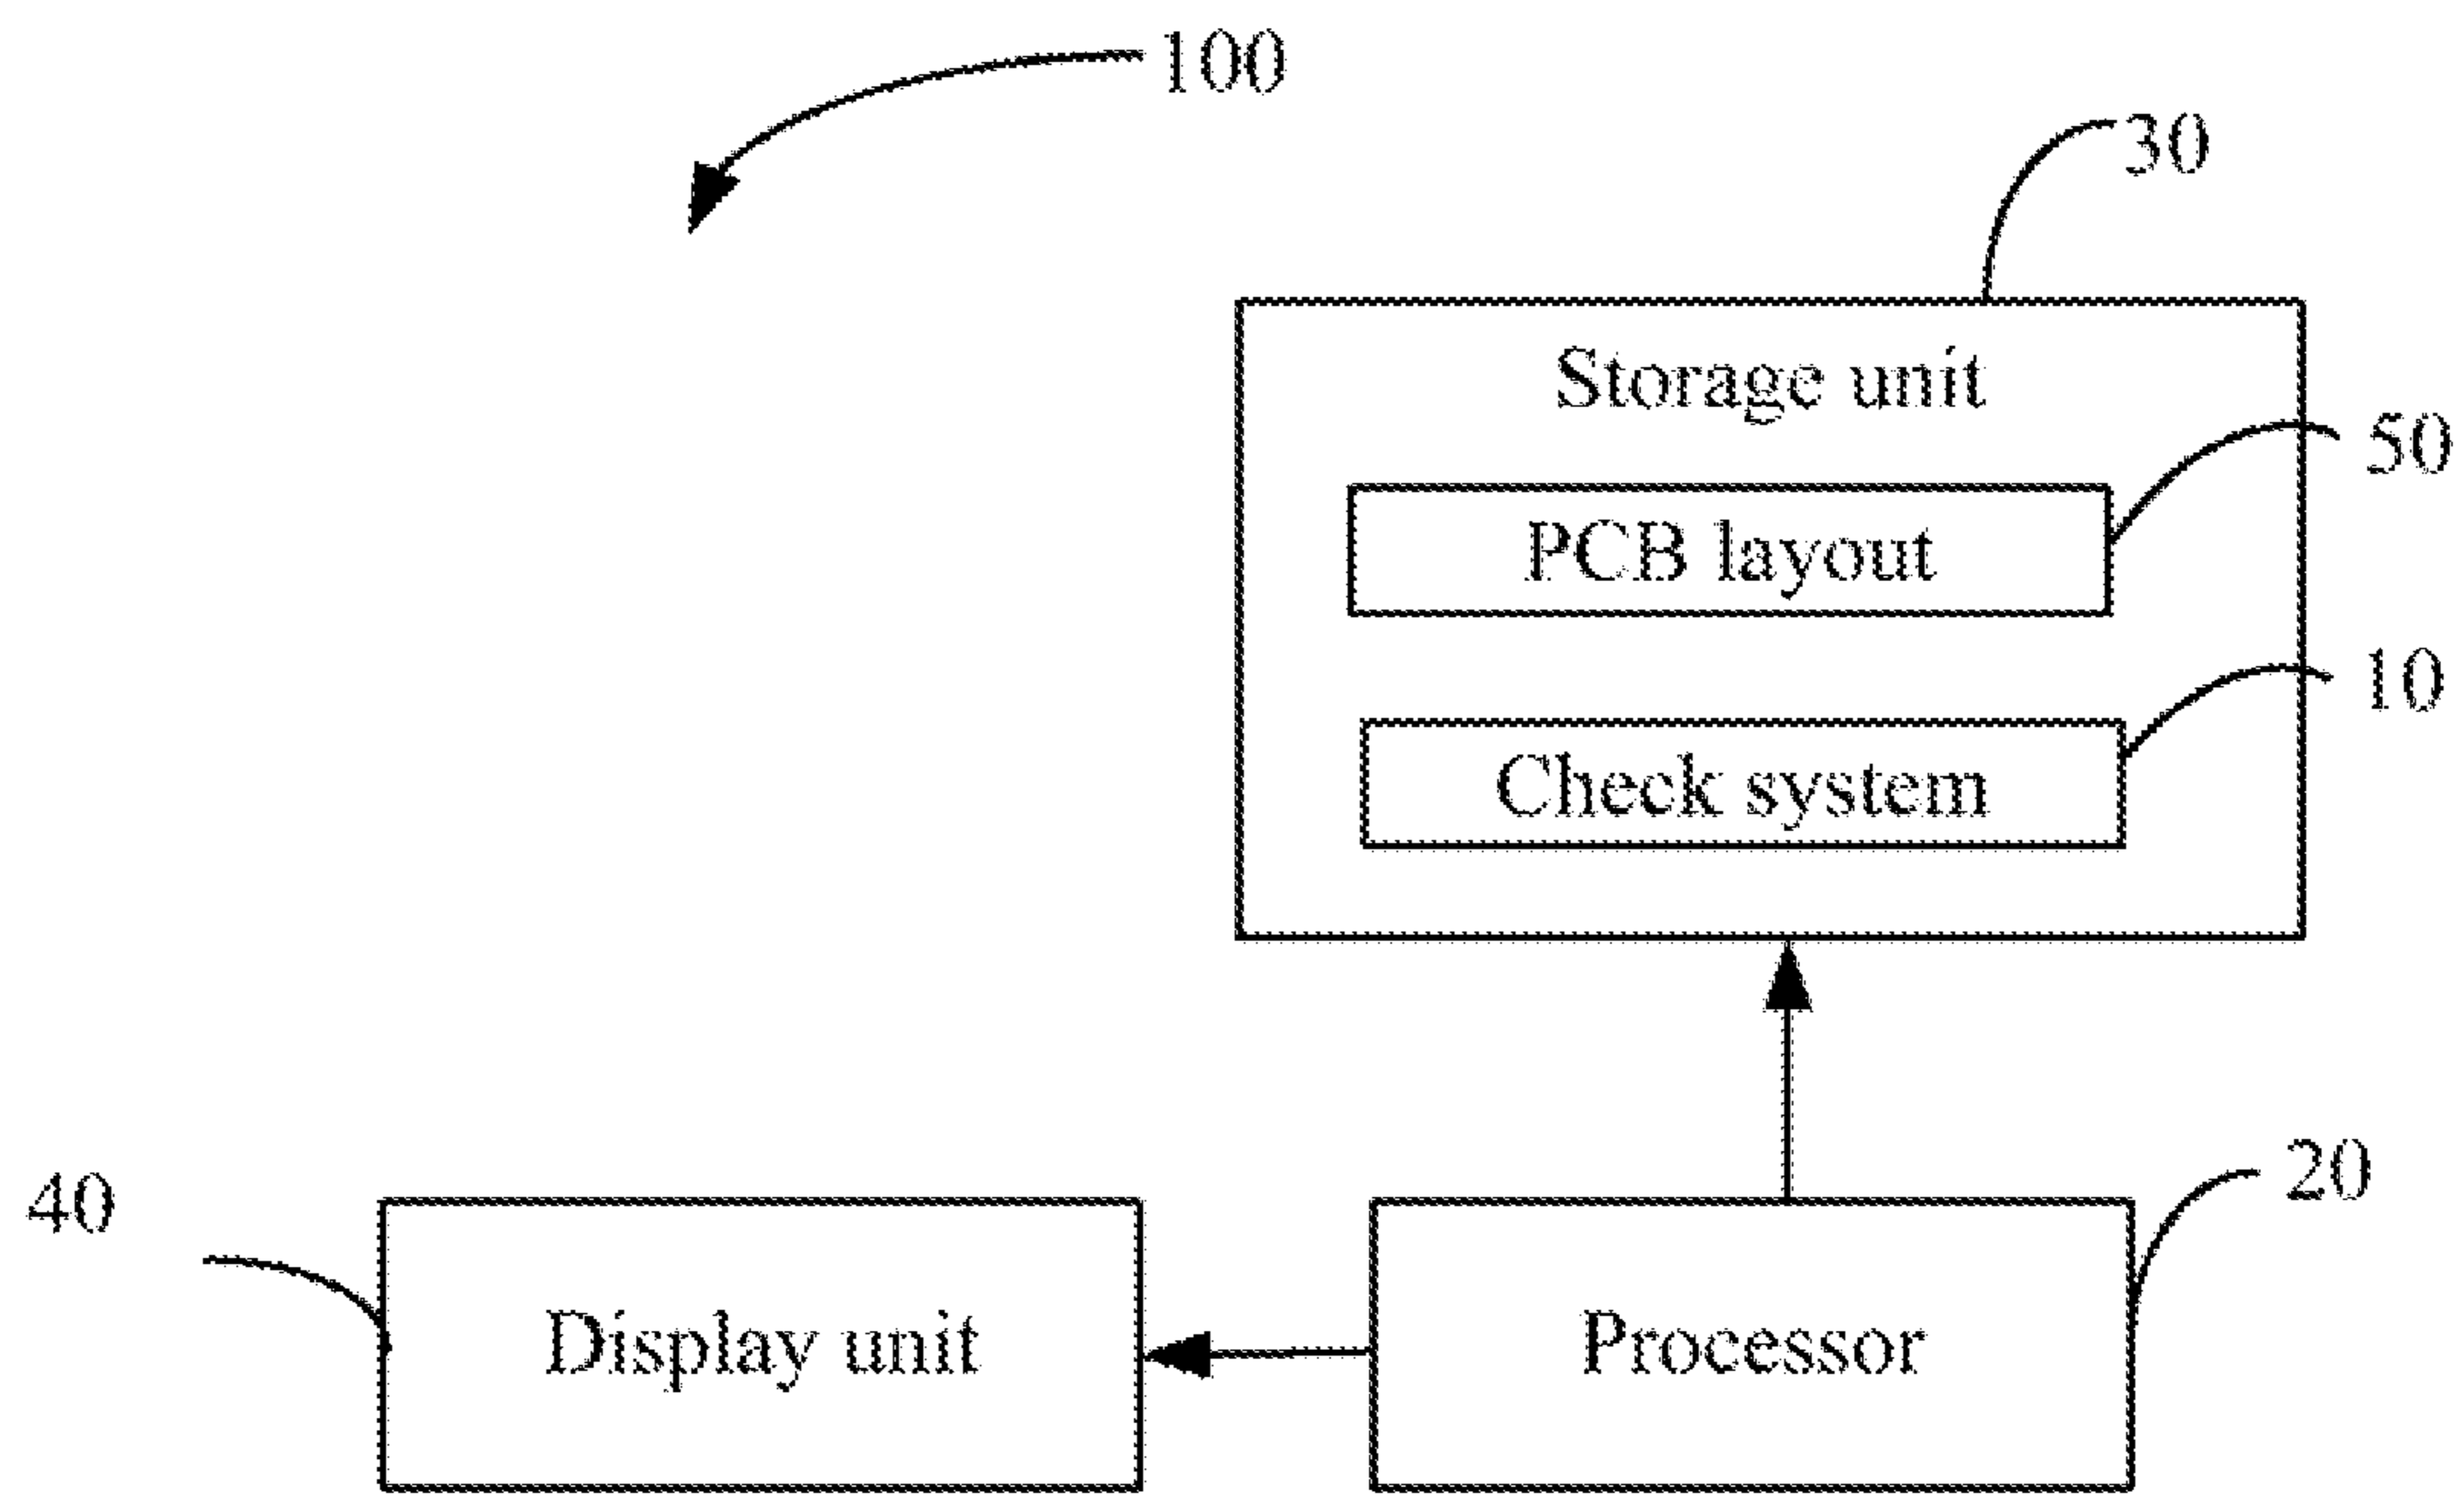 100
30
Storage unit
50
PCB layout
10
Check system
40
20
Display unit
Processor